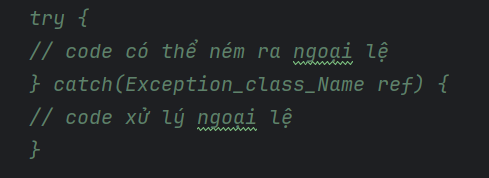 try {
// code có thể ném ra ngoại lệ
} catch(Exception_class_Name ref) {
// code xử lý ngoại lệ
}